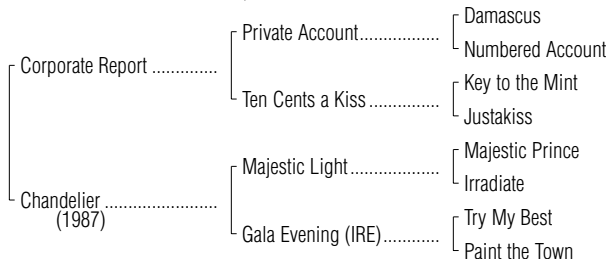 Damascus
Private Account..................
Numbered Account
Corporate Report ..............
Key to the Mint
Ten Cents a Kiss ................
Justakiss
Majestic Prince
Majestic Light....................
Irradiate
Chandelier ........................
(1987)
Try My Best
Gala Evening (IRE).............
Paint the Town